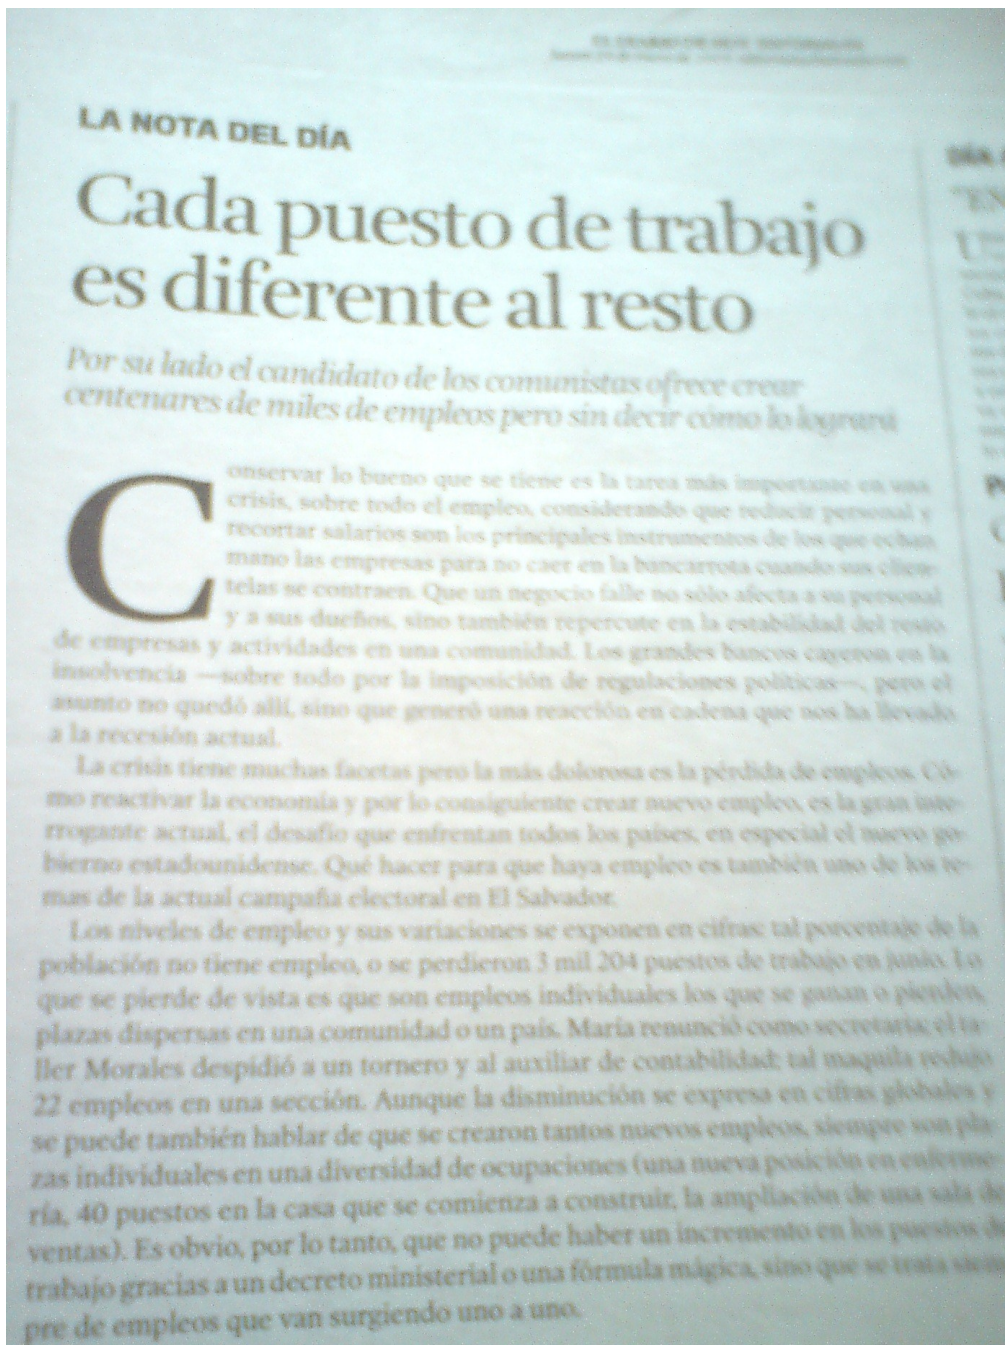 EL DIARIO DE HOY EDITORIALES
LA NOTA DEL DÍA
Cada puesto de trabajo
es diferente al resto
Por su lado el candidato de los comunistas ofrece crear
centenares de miles de empleos pero sin decir cómo lo logrará
Conservar lo bueno que se tiene es la tarea más importante en una
crisis, sobre todo el empleo, considerando que reducir personal y
recortar salarios son los principales instrumentos de los que echan
mano las empresas para no caer en la bancarrota cuando sus clien-
telas se contraen. Que un negocio falle no sólo afecta a su personal
y a sus dueños, sino también repercute en la estabilidad del resto
de empresas y actividades en una comunidad. Los grandes bancos cayeron en la
insolvencia —sobre todo por la imposición de regulaciones políticas—, pero el
asunto no quedó allí, sino que generó una reacción en cadena que nos ha llevado
a la recesión actual.
La crisis tiene muchas facetas pero la más dolorosa es la pérdida de empleos. Có-
mo reactivar la economía y por lo consiguiente crear nuevo empleo, es la gran inte-
rrogante actual, el desafío que enfrentan todos los países, en especial el nuevo go-
bierno estadounidense. Qué hacer para que haya empleo es también uno de los te-
mas de la actual campaña electoral en El Salvador.
Los niveles de empleo y sus variaciones se exponen en cifras: tal porcentaje de la
población no tiene empleo, o se perdieron 3 mil 204 puestos de trabajo en junio. Lo
que se pierde de vista es que son empleos individuales los que se ganan o pierden,
plazas dispersas en una comunidad o un país. María renunció como secretaria; el ta-
ller Morales despidió a un tornero y al auxiliar de contabilidad; tal maquila redujo
22 empleos en una sección. Aunque la disminución se expresa en cifras globales y
se puede también hablar de que se crearon tantos nuevos empleos, siempre son pla-
zas individuales en una diversidad de ocupaciones (una nueva posición en enferme-
ría, 40 puestos en la casa que se comienza a construir, la ampliación de una sala de
ventas). Es obvio, por lo tanto, que no puede haber un incremento en los puestos de
trabajo gracias a un decreto ministerial o una fórmula mágica, sino que se trata siem
pre de empleos que van surgiendo uno a uno.
DÍA